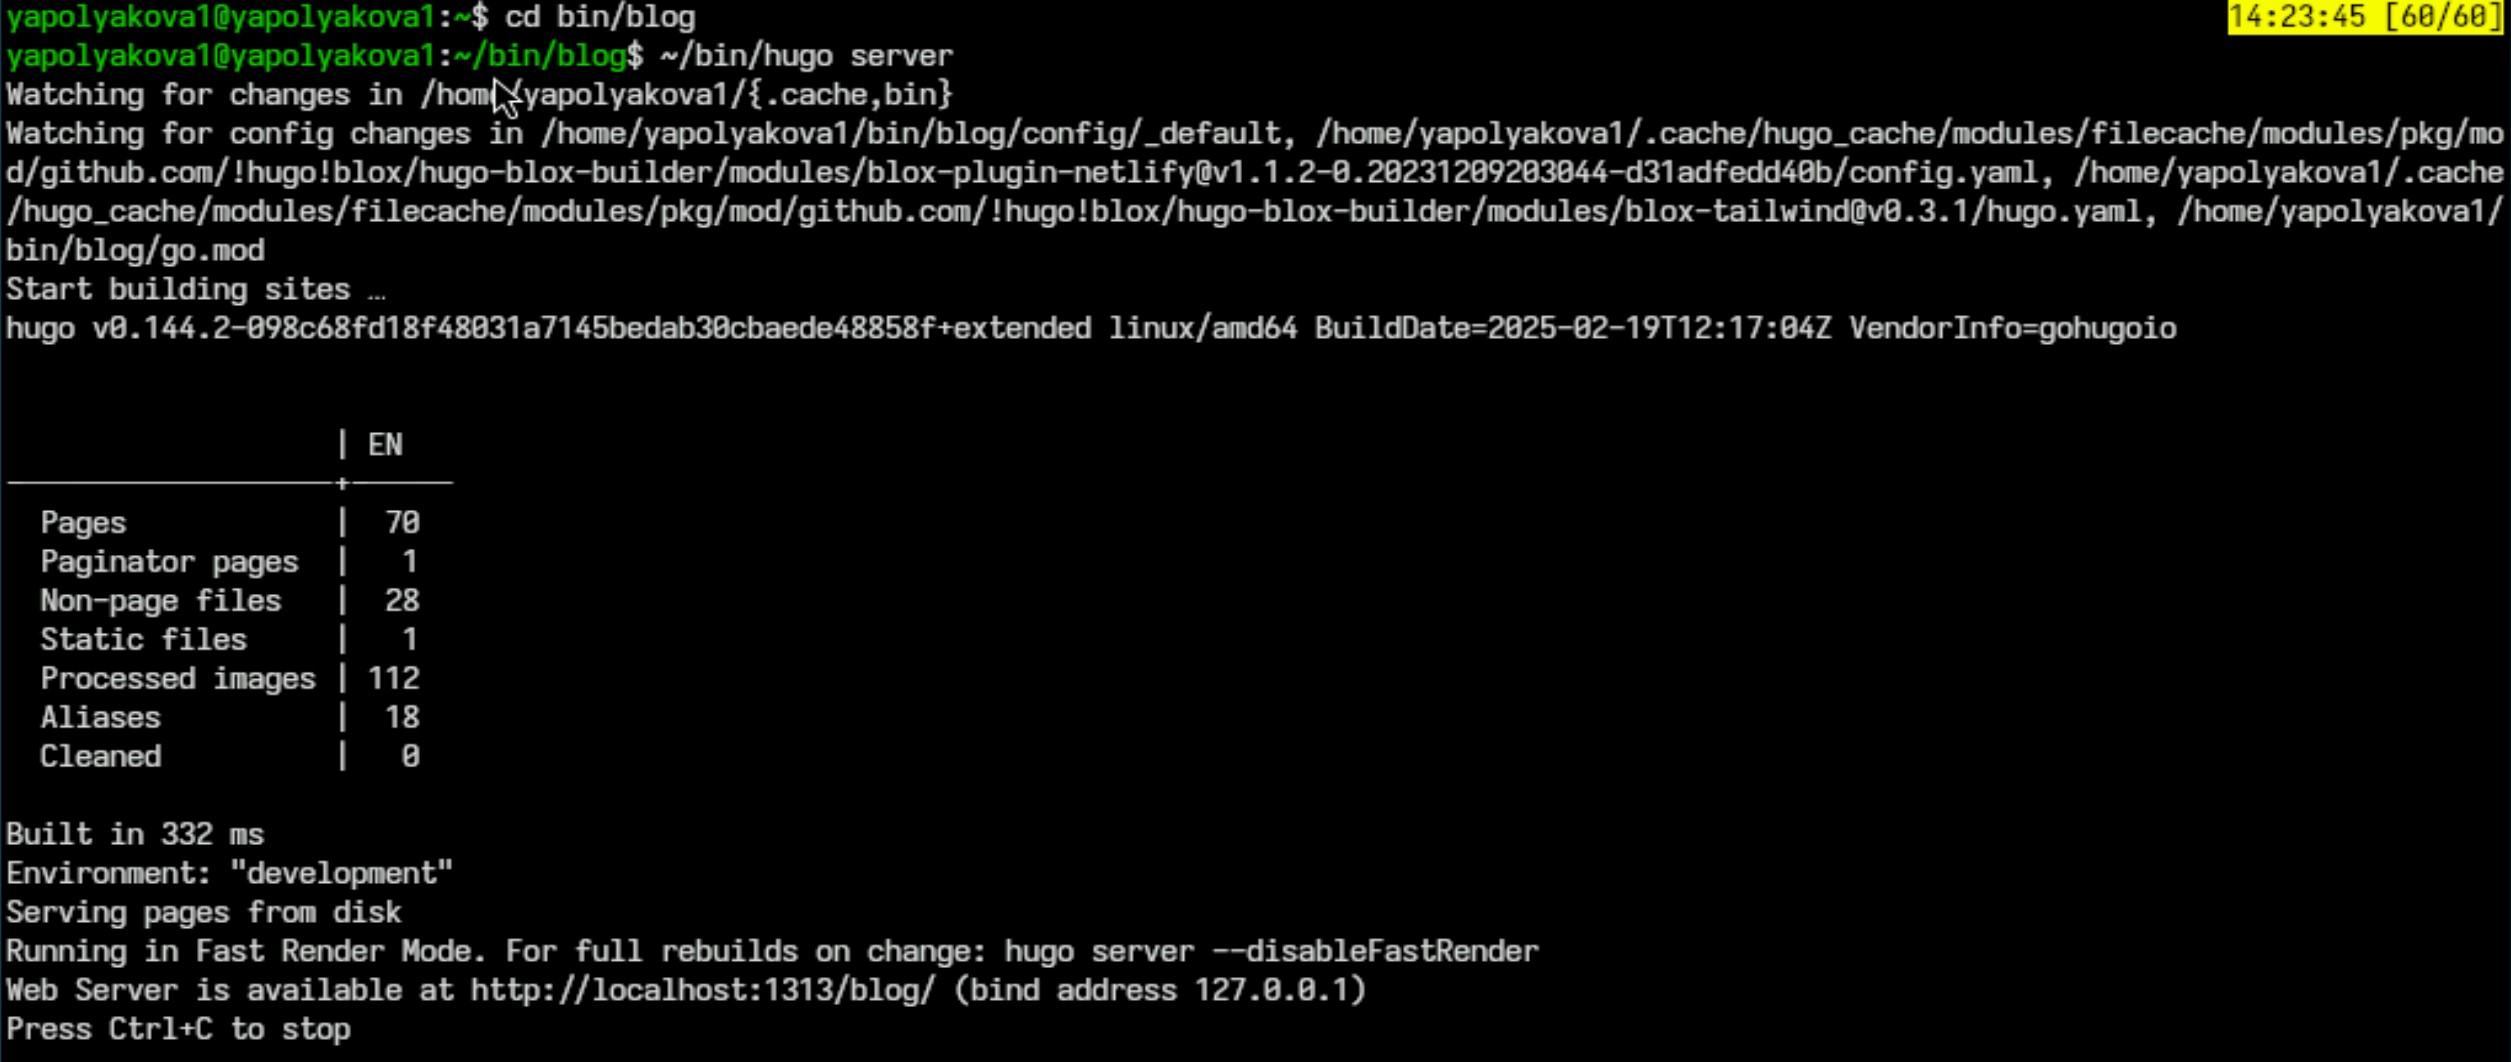 yapolyakova1@yapolyakova1:~$ cd bin/blog
14:23:45 [60/60]
yapolyakova1@yapolyakova1:~/bin/blog$ ~/bin/hugo server
Watching for changes in /home/yapolyakova1/{.cache,bin}
Watching for config changes in /home/yapolyakova1/bin/blog/config/_default, /home/yapolyakova1/.cache/hugo_cache/modules/filecache/modules/pkg/mo
d/github.com/!hugo!blox/hugo-blox-builder/modules/blox-plugin-netlify@v1.1.2-0.20231209203044-d31adfedd40b/config.yaml, /home/yapolyakova1/.cache
/hugo_cache/modules/filecache/modules/pkg/mod/github.com/!hugo!blox/hugo-blox-builder/modules/blox-tailwind@v0.3.1/hugo.yaml, /home/yapolyakova1/
bin/blog/go.mod
Start building sites …
hugo v0.144.2-098c68fd18f48031a7145bedab30cbaede48858f+extended linux/amd64 BuildDate=2025-02-19T12:17:04Z VendorInfo=gohugoio
| EN
Pages | 70
Paginator pages | 1
Non-page files | 28
Static files | 1
Processed images | 112
Aliases | 18
Cleaned | 0
Built in 332 ms
Environment: "development"
Serving pages from disk
Running in Fast Render Mode. For full rebuilds on change: hugo server --disableFastRender
Web Server is available at http://localhost:1313/blog/ (bind address 127.0.0.1)
Press Ctrl+C to stop